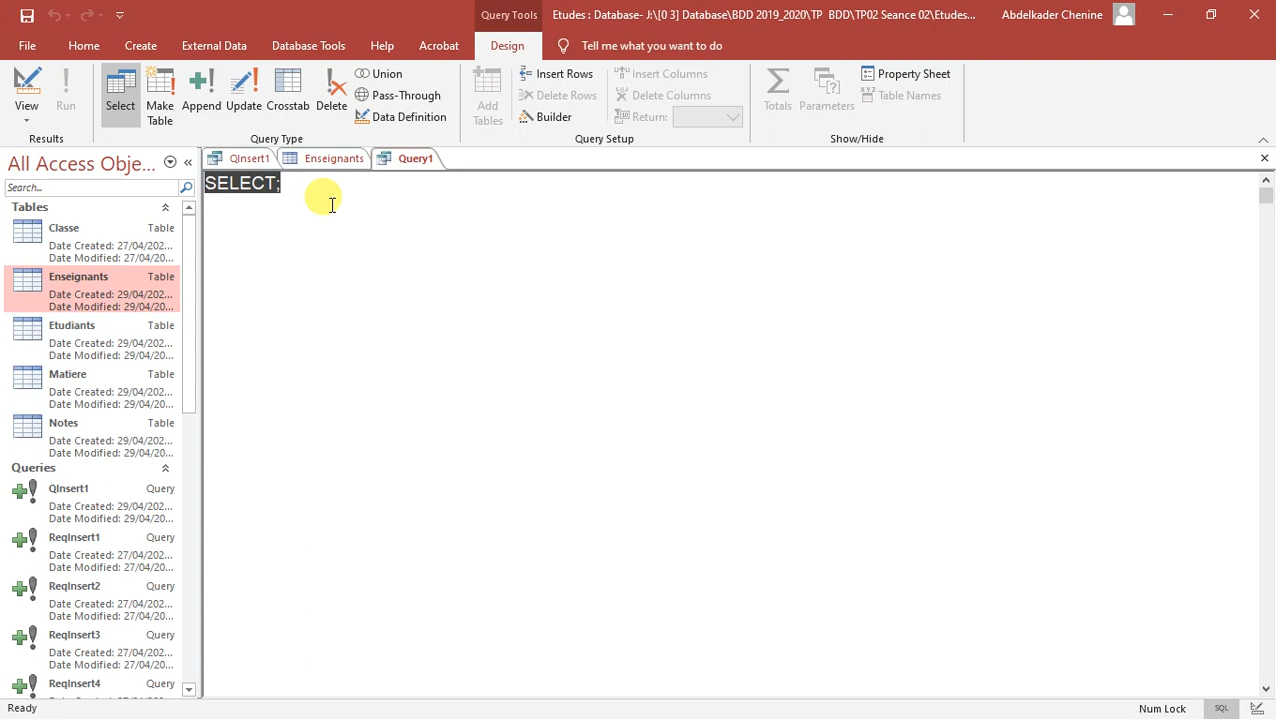 Query Tools
Etudes : Database- J:\[0 3] Database\BDD 2019_2020\TP BDD\TP02 Seance 02\Etudes...
Abdelkader Chenine
File
Home
Create
External Data
Database Tools
Help
Acrobat
Design
Tell me what you want to do
View
Run
Select
Make Table
Append
Update
Crosstab
Delete
Union
Pass-Through
Data Definition
Add Tables
Insert Rows
Delete Rows
Builder
Insert Columns
Delete Columns
Return:
Totals
Parameters
Property Sheet
Table Names
Results
Query Type
Query Setup
Show/Hide
All Access Obje...
QInsert1
Enseignants
Query1
Search...
SELECT;
Tables
Classe Table
Date Created: 27/04/202...
Date Modified: 27/04/20...
Enseignants Table
Date Created: 29/04/202...
Date Modified: 29/04/20...
Etudiants Table
Date Created: 27/04/202...
Date Modified: 29/04/20...
Matiere Table
Date Created: 29/04/202...
Date Modified: 29/04/20...
Notes Table
Date Created: 29/04/202...
Date Modified: 29/04/20...
Queries
QInsert1 Query
Date Created: 29/04/202...
Date Modified: 29/04/20...
ReqInsert1 Query
Date Created: 27/04/202...
Date Modified: 27/04/20...
ReqInsert2 Query
Date Created: 27/04/202...
Date Modified: 27/04/20...
ReqInsert3 Query
Date Created: 27/04/202...
Date Modified: 27/04/20...
ReqInsert4 Query
Ready
Num Lock
SQL